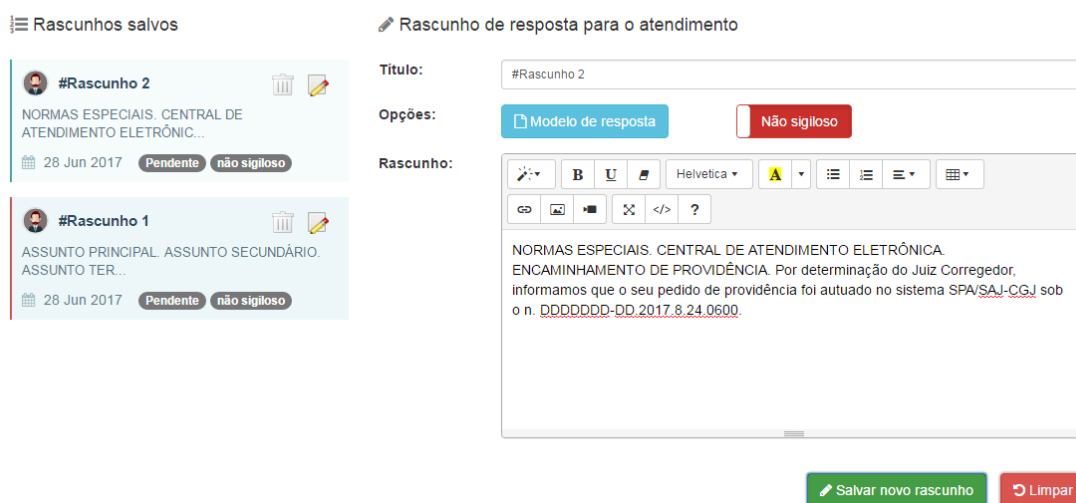 Rascunhos salvos
#Rascunho 2
NORMAS ESPECIAIS. CENTRAL DE
ATENDIMENTO ELETRÔNIC...
28 Jun 2017 Pendente não sigiloso
#Rascunho 1
ASSUNTO PRINCIPAL. ASSUNTO SECUNDÁRIO.
ASSUNTO TER...
28 Jun 2017 Pendente não sigiloso
Rascunho de resposta para o atendimento
Título: #Rascunho 2
Opções: Modelo de resposta Não sigiloso
Rascunho:
B U Helvetica A
</> ?
NORMAS ESPECIAIS. CENTRAL DE ATENDIMENTO ELETRÔNICA.
ENCAMINHAMENTO DE PROVIDÊNCIA. Por determinação do Juiz Corregedor,
informamos que o seu pedido de providência foi autuado no sistema SPA/SAJ-CGJ sob
o n. DDDDDDD-DD.2017.8.24.0600.
Salvar novo rascunho Limpar